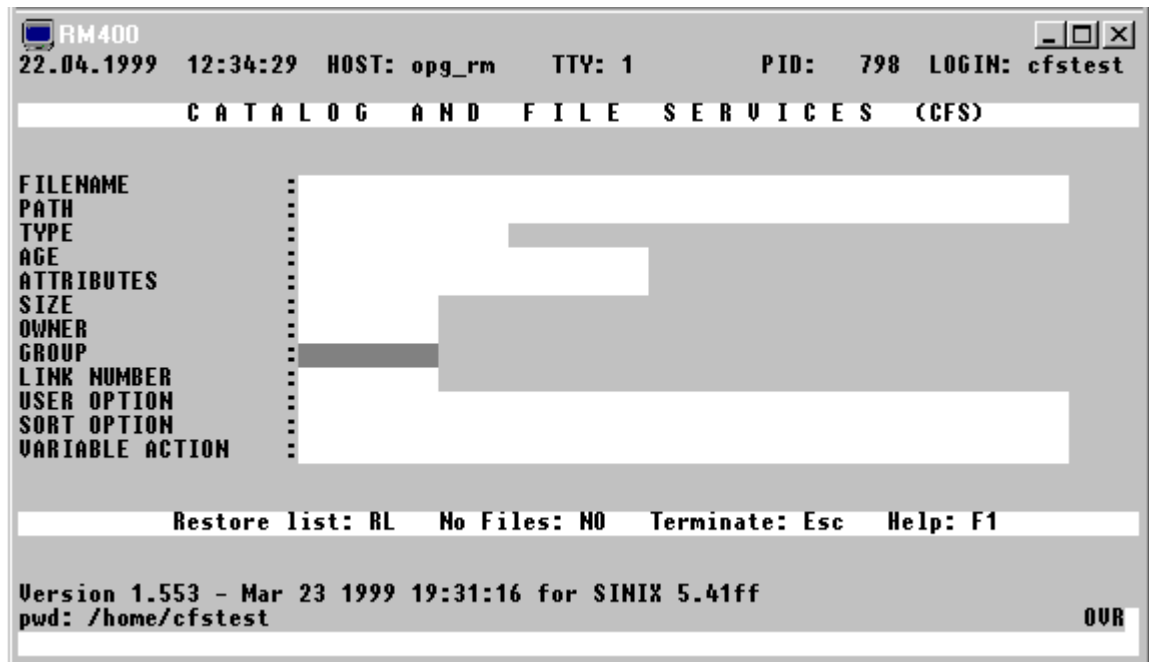 RM400
22.04.1999 12:34:29 HOST: opg_rm TTY: 1 PID: 798 LOGIN: cfstest
C A T A L O G A N D F I L E S E R V I C E S (CFS)
FILENAME :
PATH :
TYPE :
AGE :
ATTRIBUTES :
SIZE :
OWNER :
GROUP :
LINK NUMBER :
USER OPTION :
SORT OPTION :
VARIABLE ACTION :
Restore list: RL No Files: NO Terminate: Esc Help: F1
Version 1.553 - Mar 23 1999 19:31:16 for SINIX 5.41ff
pwd: /home/cfstest OVR